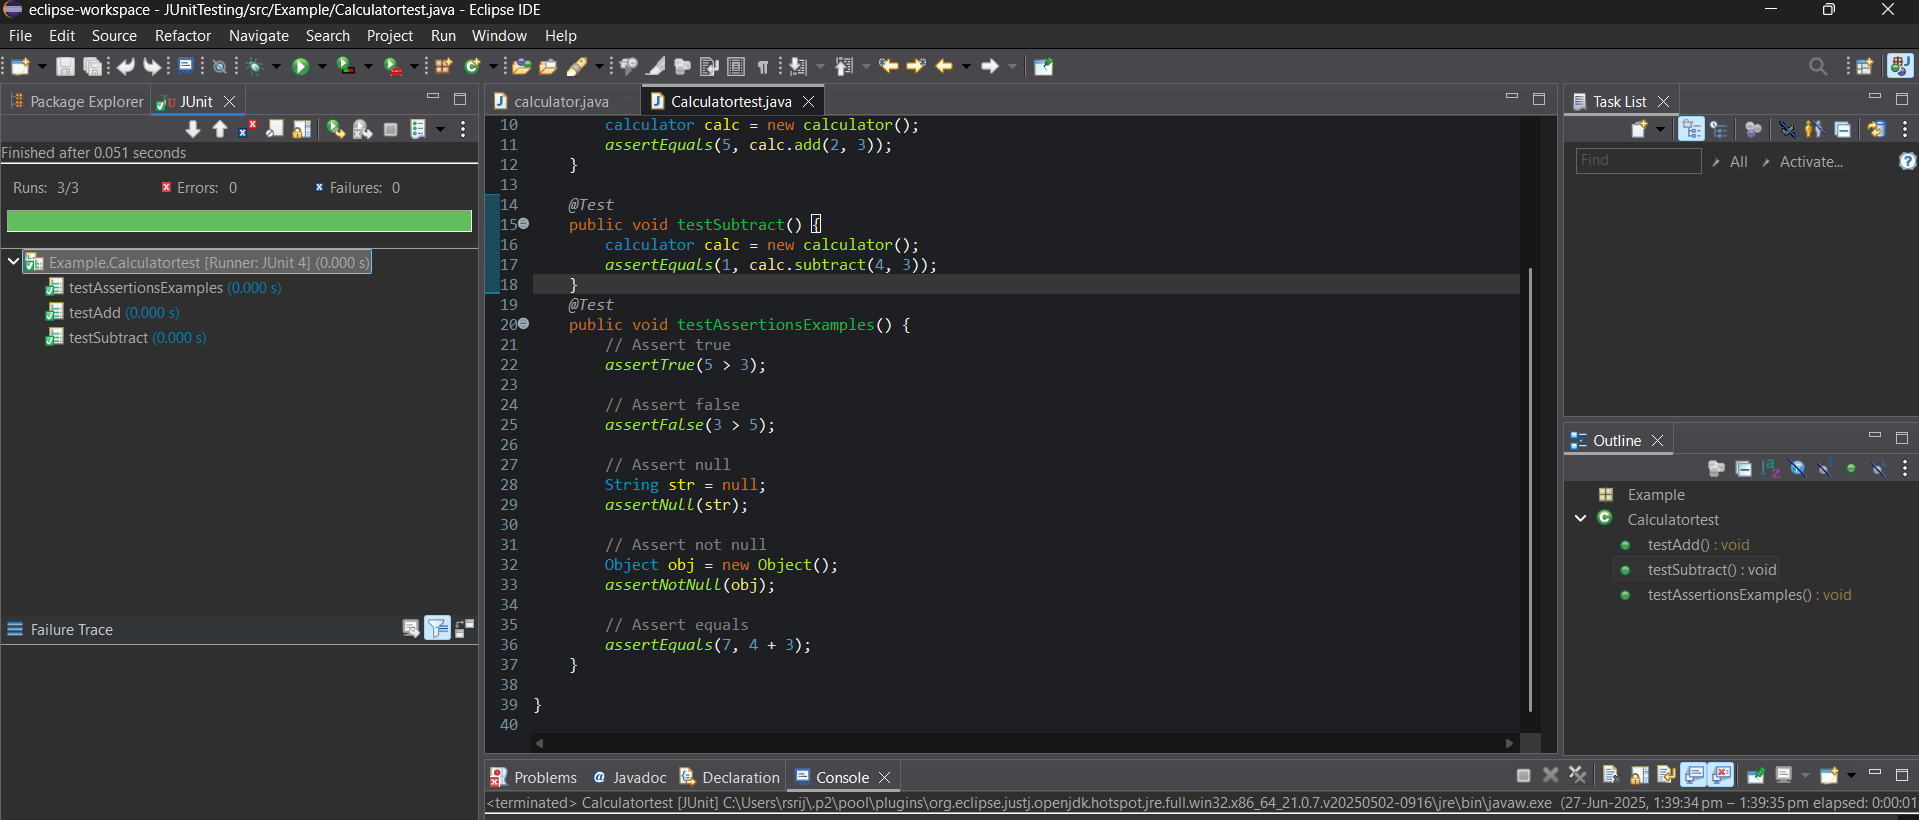 eclipse-workspace - JUnitTesting/src/Example/Calculatortest.java - Eclipse IDE
File Edit Source Refactor Navigate Search Project Run Window Help
Package Explorer JUnit
Finished after 0.051 seconds
Runs: 3/3 Errors: 0 Failures: 0
Example.Calculatortest [Runner: JUnit 4] (0.000 s)
testAssertionsExamples (0.000 s)
testAdd (0.000 s)
testSubtract (0.000 s)
Failure Trace
calculator.java Calculatortest.java
10 calculator calc = new calculator();
11 assertEquals(5, calc.add(2, 3));
12 }
13
14 @Test
15 public void testSubtract() {
16 calculator calc = new calculator();
17 assertEquals(1, calc.subtract(4, 3));
18 }
19 @Test
20 public void testAssertionsExamples() {
21 // Assert true
22 assertTrue(5 > 3);
23
24 // Assert false
25 assertFalse(3 > 5);
26
27 // Assert null
28 String str = null;
29 assertNull(str);
30
31 // Assert not null
32 Object obj = new Object();
33 assertNotNull(obj);
34
35 // Assert equals
36 assertEquals(7, 4 + 3);
37 }
38
39 }
40
Task List
Find All Activate...
Outline
Example
Calculatortest
testAdd() : void
testSubtract() : void
testAssertionsExamples() : void
Problems Javadoc Declaration Console
<terminated> Calculatortest [JUnit] C:\Users\rsrij\.p2\pool\plugins\org.eclipse.justj.openjdk.hotspot.jre.full.win32.x86_64_21.0.7.v20250502-0916\jre\bin\javaw.exe (27-Jun-2025, 1:39:34 pm – 1:39:35 pm elapsed: 0:00:01